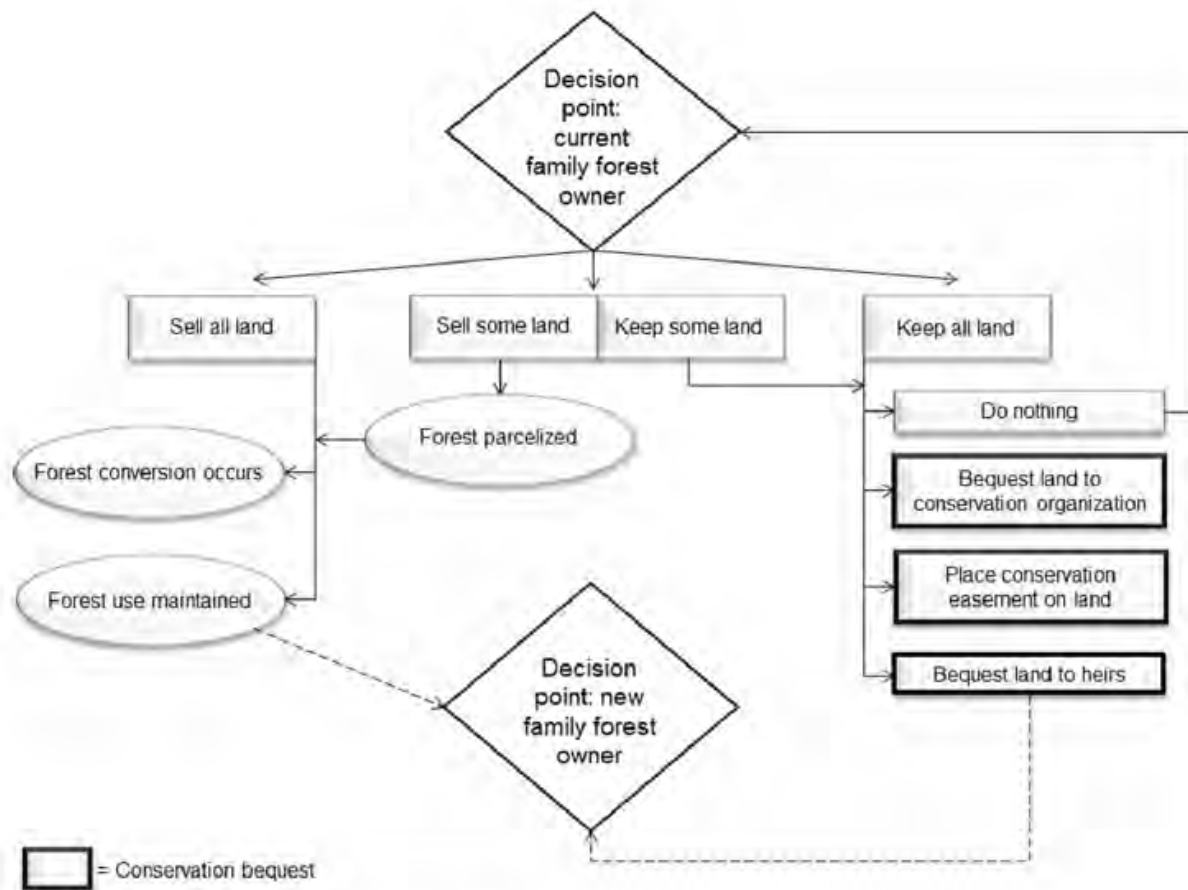 Decision
point:
current
family forest
owner
Sell all land
Sell some land
Keep some land
Keep all land
Do nothing
Forest parcelized
Forest conversion occurs
Bequest land to
conservation organization
Place conservation
easement on land
Forest use maintained
Decision
point: new
family forest
owner
Bequest land to heirs
= Conservation bequest